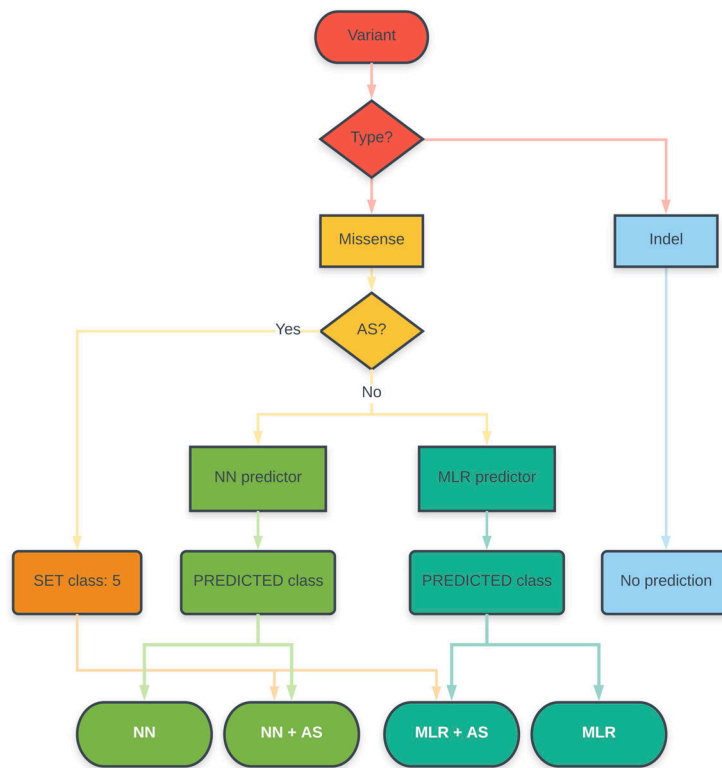 Variant
Type?
Missense
Indel
Yes
AS?
No
NN predictor
MLR predictor
SET class: 5
PREDICTED class
PREDICTED class
No prediction
NN
NN + AS
MLR + AS
MLR